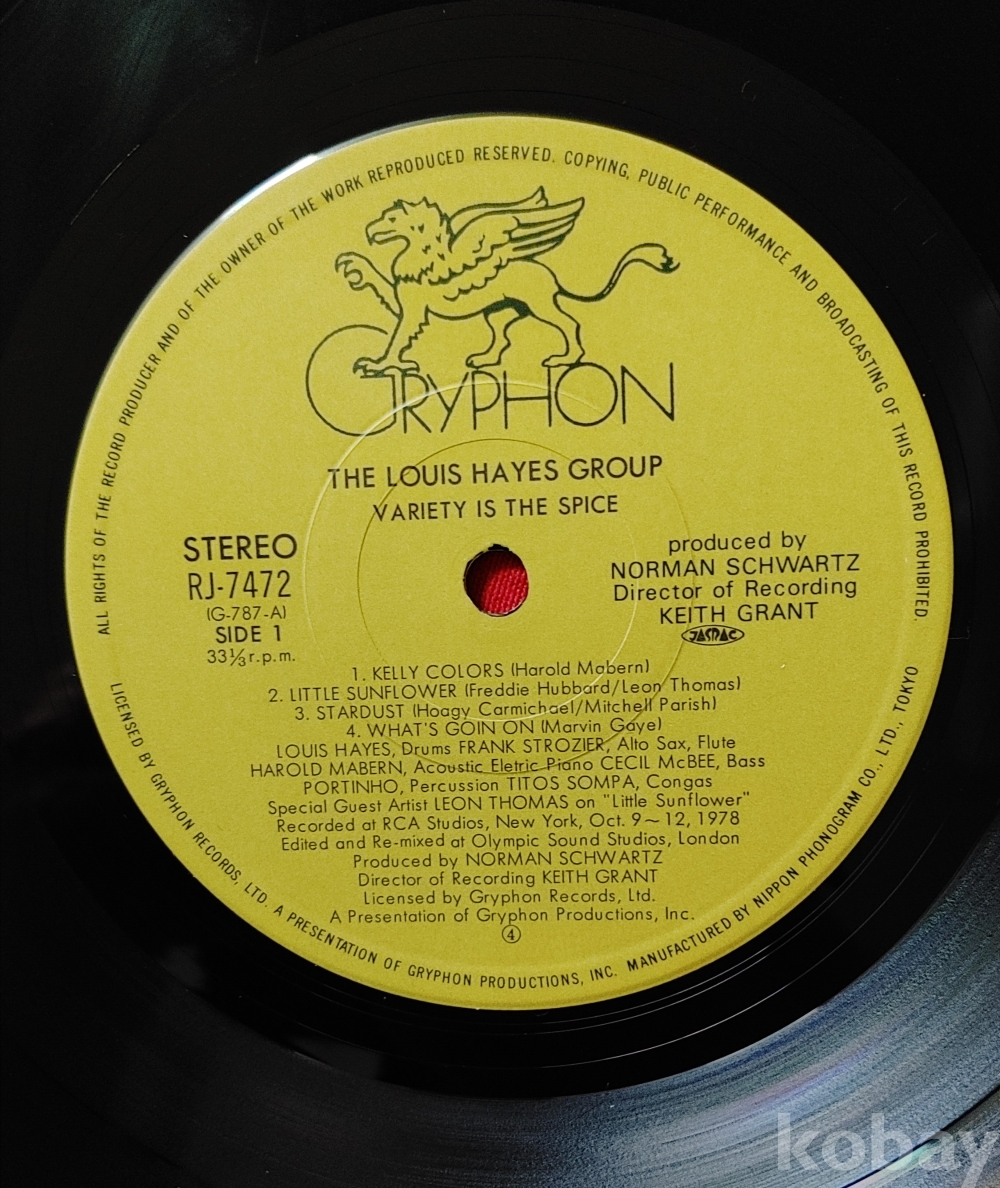 ALL RIGHTS OF THE RECORD PRODUCER AND OF THE OWNER OF THE WORK REPRODUCED RESERVED. COPYING, PUBLIC PERFORMANCE AND BROADCASTING OF THIS RECORD PROHIBITED.
GRYPHON
THE LOUIS HAYES GROUP
VARIETY IS THE SPICE
STEREO
RJ-7472
(G-787-A)
SIDE 1
33⅓ r.p.m.
produced by
NORMAN SCHWARTZ
Director of Recording
KEITH GRANT
JASRAC
1. KELLY COLORS (Harold Mabern)
2. LITTLE SUNFLOWER (Freddie Hubbard/Leon Thomas)
3. STARDUST (Hoagy Carmichael/Mitchell Parish)
4. WHAT'S GOIN ON (Marvin Gaye)
LOUIS HAYES, Drums FRANK STROZIER, Alto Sax, Flute
HAROLD MABERN, Acoustic Eletric Piano CECIL McBEE, Bass
PORTINHO, Percussion TITOS SOMPA, Congas
Special Guest Artist LEON THOMAS on "Little Sunflower"
Recorded at RCA Studios, New York, Oct. 9~12, 1978
Edited and Re-mixed at Olympic Sound Studios, London
Produced by NORMAN SCHWARTZ
Director of Recording KEITH GRANT
Licensed by Gryphon Records, Ltd.
A Presentation of Gryphon Productions, Inc.
④
LICENSED BY GRYPHON RECORDS, LTD. A PRESENTATION OF GRYPHON PRODUCTIONS, INC. MANUFACTURED BY NIPPON PHONOGRAM CO., LTD., TOKYO
kobay